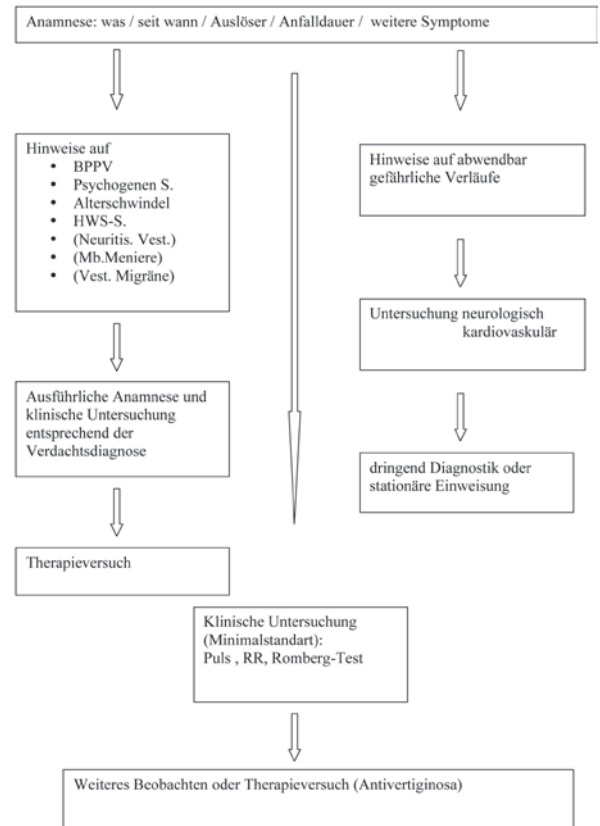 Anamnese: was / seit wann / Auslöser / Anfalldauer / weitere Symptome
Hinweise auf
• BPPV
• Psychogenen S.
• Alterschwindel
• HWS-S.
• (Neuritis. Vest.)
• (Mb.Meniere)
• (Vest. Migräne)
Ausführliche Anamnese und
klinische Untersuchung
entsprechend der
Verdachtsdiagnose
Therapieversuch
Hinweise auf abwendbar
gefährliche Verläufe
Untersuchung neurologisch
kardiovaskulär
dringend Diagnostik oder
stationäre Einweisung
Klinische Untersuchung
(Minimalstandart):
Puls , RR, Romberg-Test
Weiteres Beobachten oder Therapieversuch (Antivertiginosa)